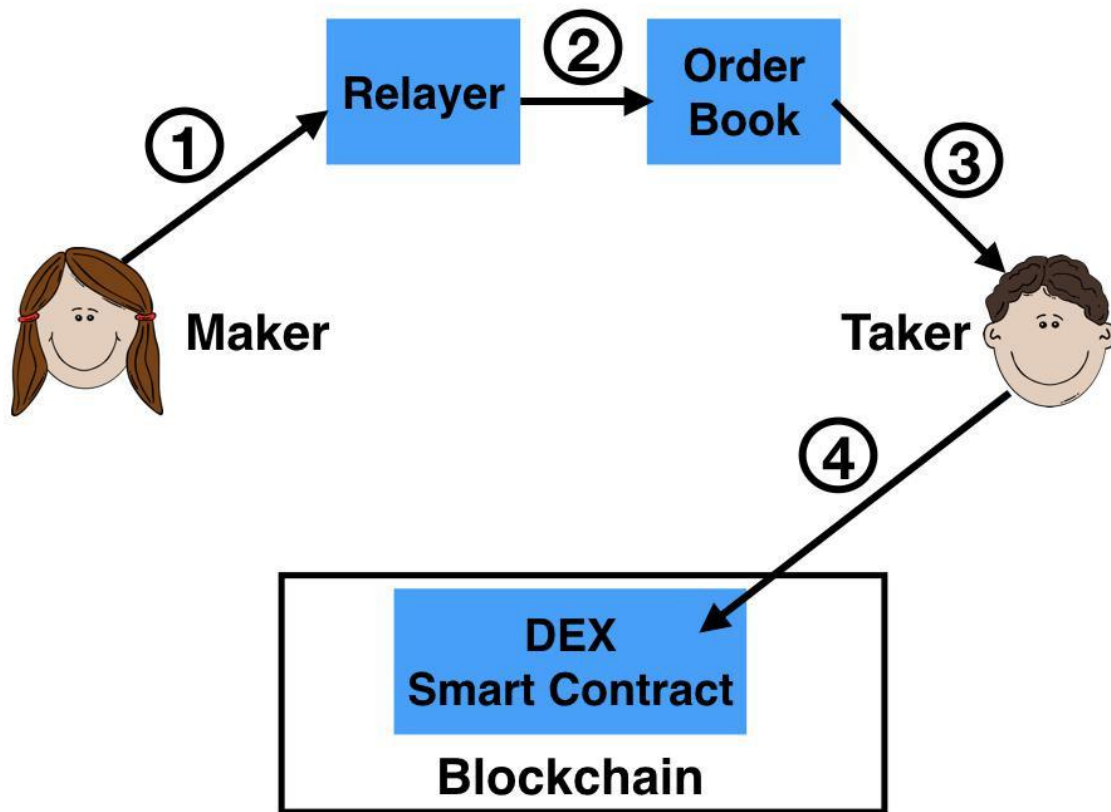 1
Relayer
2
Order
Book
3
Maker
Taker
4
DEX
Smart Contract
Blockchain